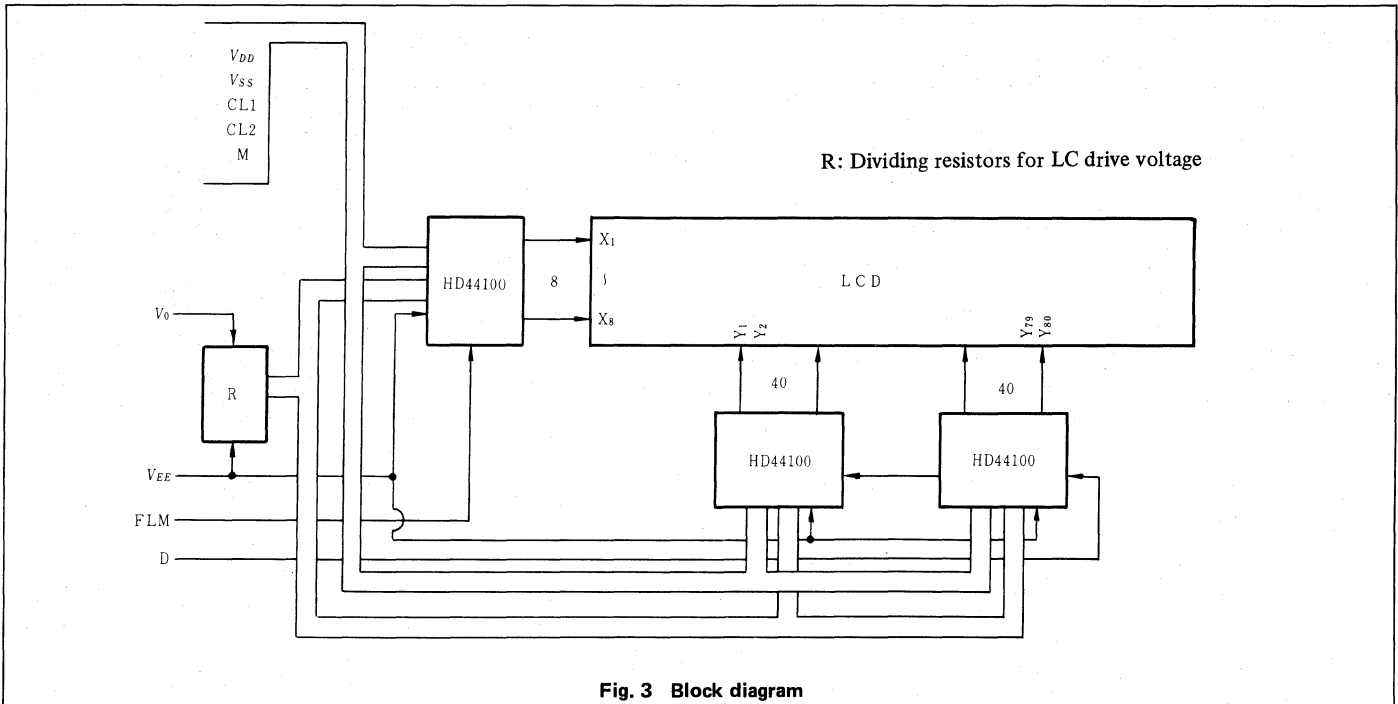 VDD
VSS
CL1
CL2
M
R: Dividing resistors for LC drive voltage
HD44100
8
X1
~
X8
LCD
Y1
Y2
Y79
Y80
V0
R
40
40
HD44100
HD44100
VEE
FLM
D
Fig. 3 Block diagram